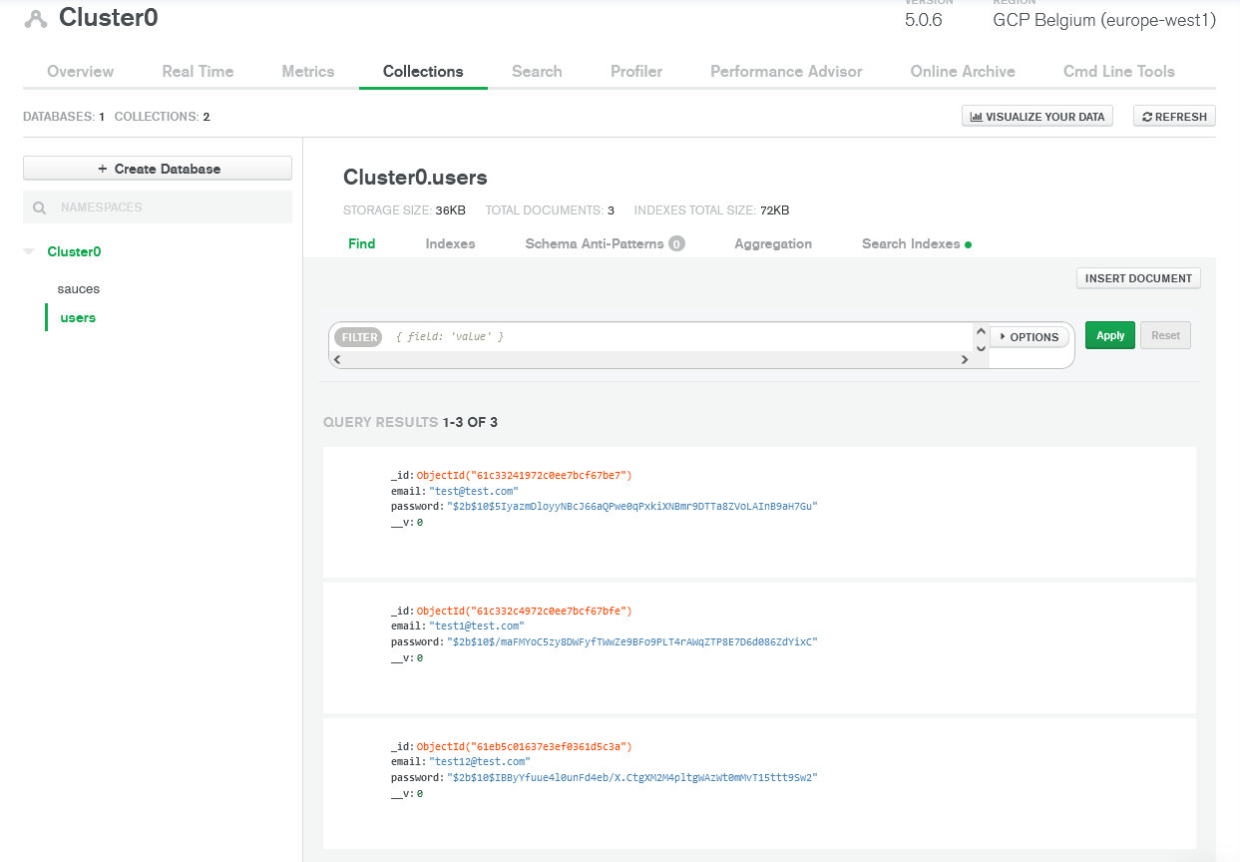 Cluster0
VERSION REGION
5.0.6 GCP Belgium (europe-west1)
Overview Real Time Metrics Collections Search Profiler Performance Advisor Online Archive Cmd Line Tools
DATABASES: 1 COLLECTIONS: 2 VISUALIZE YOUR DATA REFRESH
+ Create Database
NAMESPACES
Cluster0
sauces
users
Cluster0.users
STORAGE SIZE: 36KB TOTAL DOCUMENTS: 3 INDEXES TOTAL SIZE: 72KB
Find Indexes Schema Anti-Patterns 0 Aggregation Search Indexes
INSERT DOCUMENT
FILTER { field: 'value' } OPTIONS Apply Reset
QUERY RESULTS 1-3 OF 3
_id: ObjectId("61c33241972c0ee7bcf67be7")
email: "test@test.com"
password: "$2b$10$5IyazmDloyyNBcJ66aQPwe0qPxkiXNBmr9DTTa8ZVoLAInB9aH7Gu"
__v: 0
_id: ObjectId("61c332c4972c0ee7bcf67bfe")
email: "test1@test.com"
password: "$2b$10$/maFMYoC5zy8DWFyfTWwZe9BFo9PLT4rAWqZTP8E7D6d086ZdYixC"
__v: 0
_id: ObjectId("61eb5c01637e3ef0361d5c3a")
email: "test12@test.com"
password: "$2b$10$IBByYfuue4l0unFd4eb/X.CtgXM2M4pltgWAzWt0mMvT15ttt9Sw2"
__v: 0